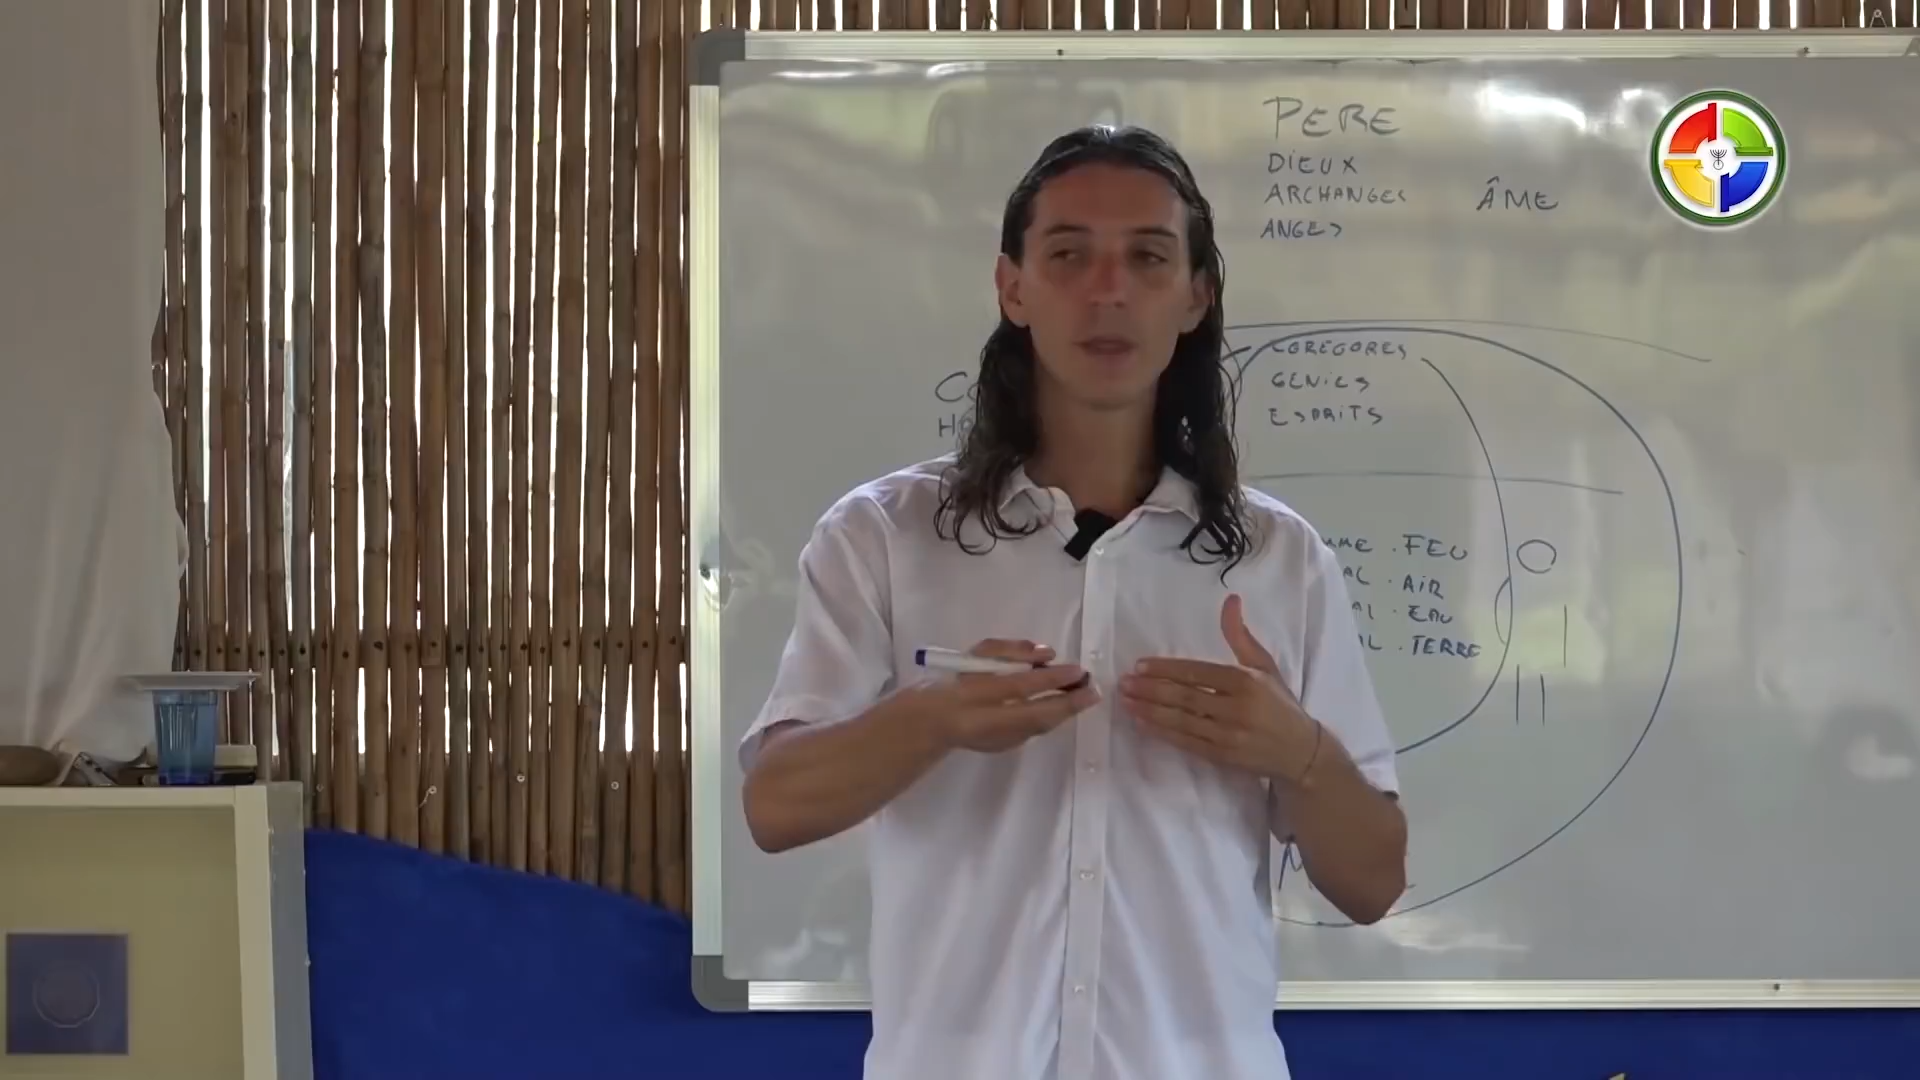 PERE
DIEUX
ARCHANGES
ÂME
ANGES
EGREGORES
GENIES
ESPRITS
. FEU
. AIR
. EAU
. TERRE